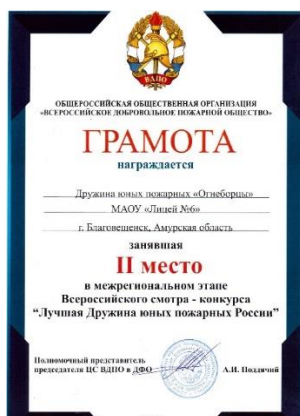 ВДПО
ОБЩЕРОССИЙСКАЯ ОБЩЕСТВЕННАЯ ОРГАНИЗАЦИЯ
«ВСЕРОССИЙСКОЕ ДОБРОВОЛЬНОЕ ПОЖАРНОЙ ОБЩЕСТВО»
ГРАМОТА
награждается
Дружина юных пожарных «Огнеборцы»
МАОУ «Лицей №6»
г. Благовещенск, Амурская область
занявшая
II место
в межрегиональном этапе
Всероссийского смотра - конкурса
“Лучшая Дружина юных пожарных России”
Полномочный представитель
председателя ЦС ВДПО в ДФО
А.И. Поддячий